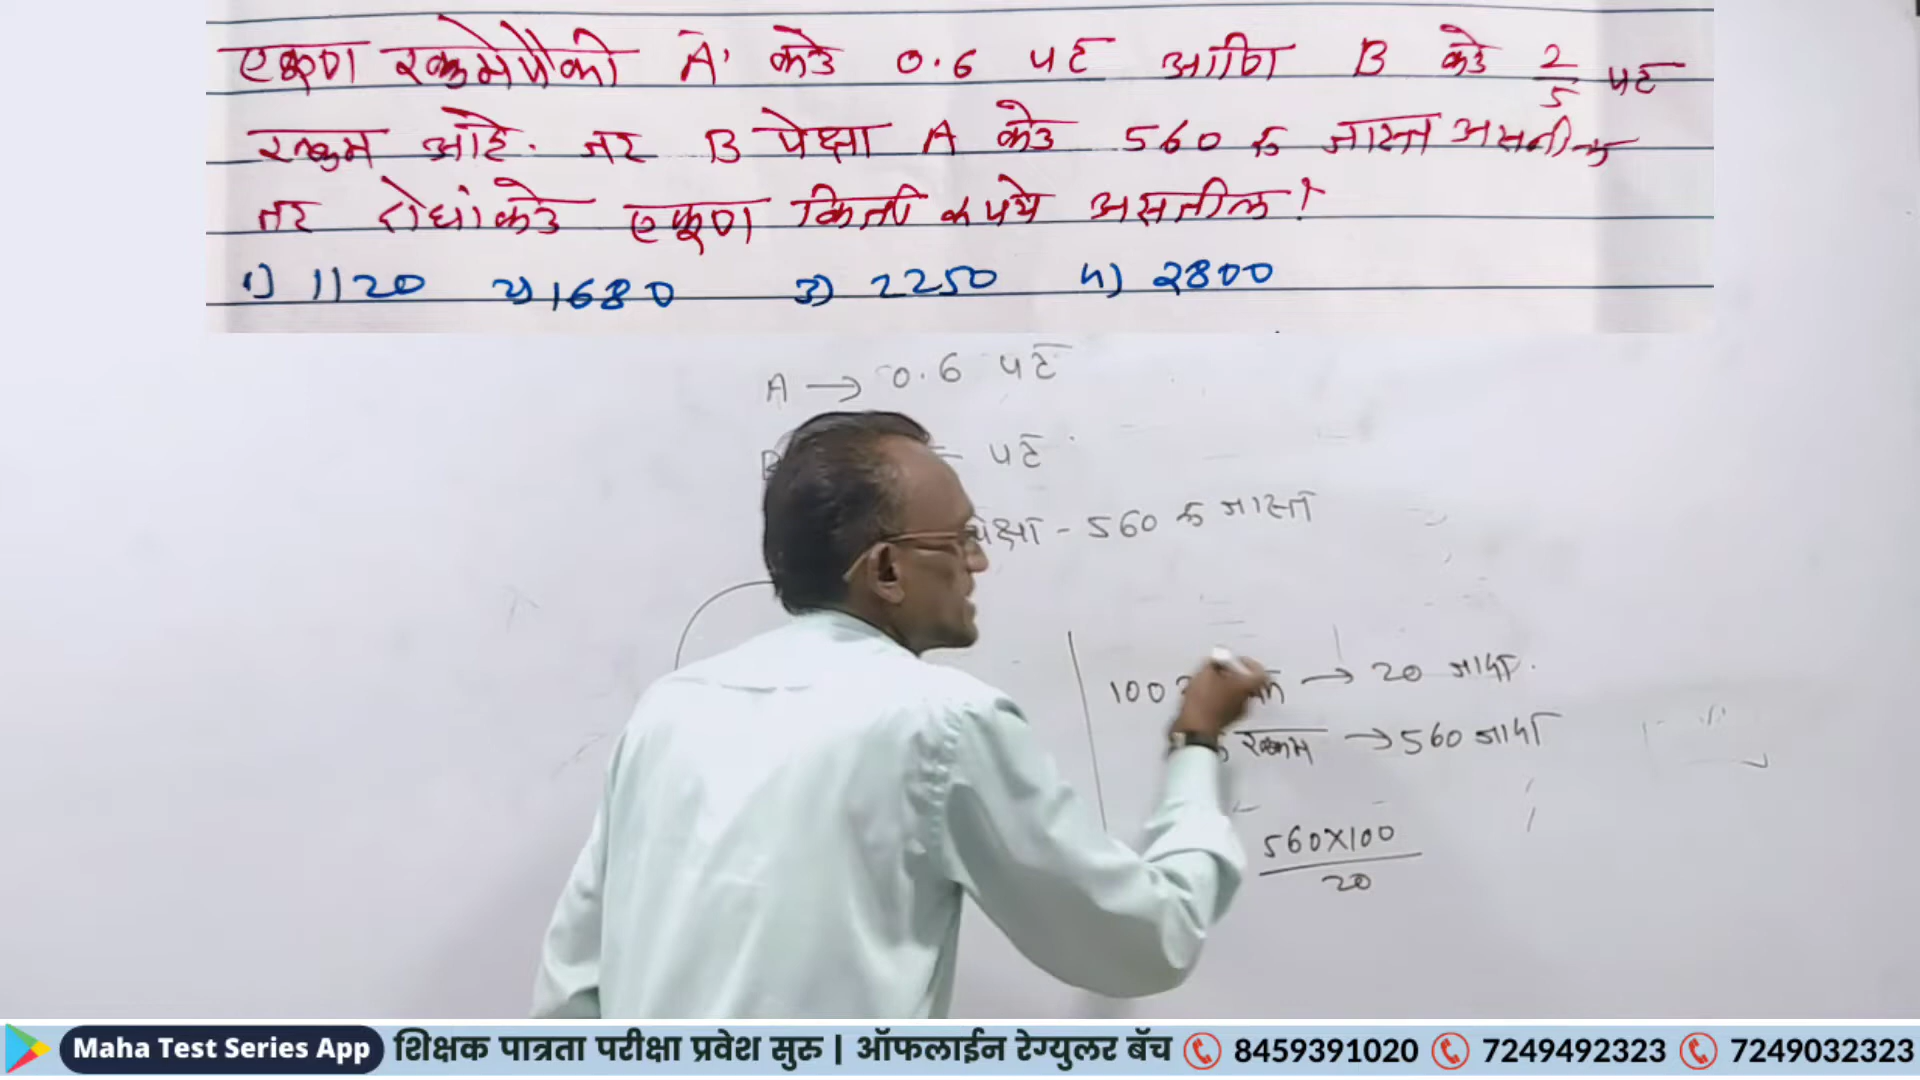 एकूण रकमेपैकी 'A' कडे 0.6 पट आणि B कडे 2/5 पट
रक्कम आहे. जर B पेक्षा A कडे 560 रु जास्त असतील
तर दोघांकडे एकूण किती रुपये असतील?
1) 1120 2) 1680 3) 2250 4) 2800
A → 0.6 पट
B पट
पेक्षा - 560 रु जास्त
100 → 20 जादा.
रक्कम → 560 जादा
560×100
20
Maha Test Series App शिक्षक पात्रता परीक्षा प्रवेश सुरु | ऑफलाईन रेग्युलर बॅच 8459391020 7249492323 7249032323